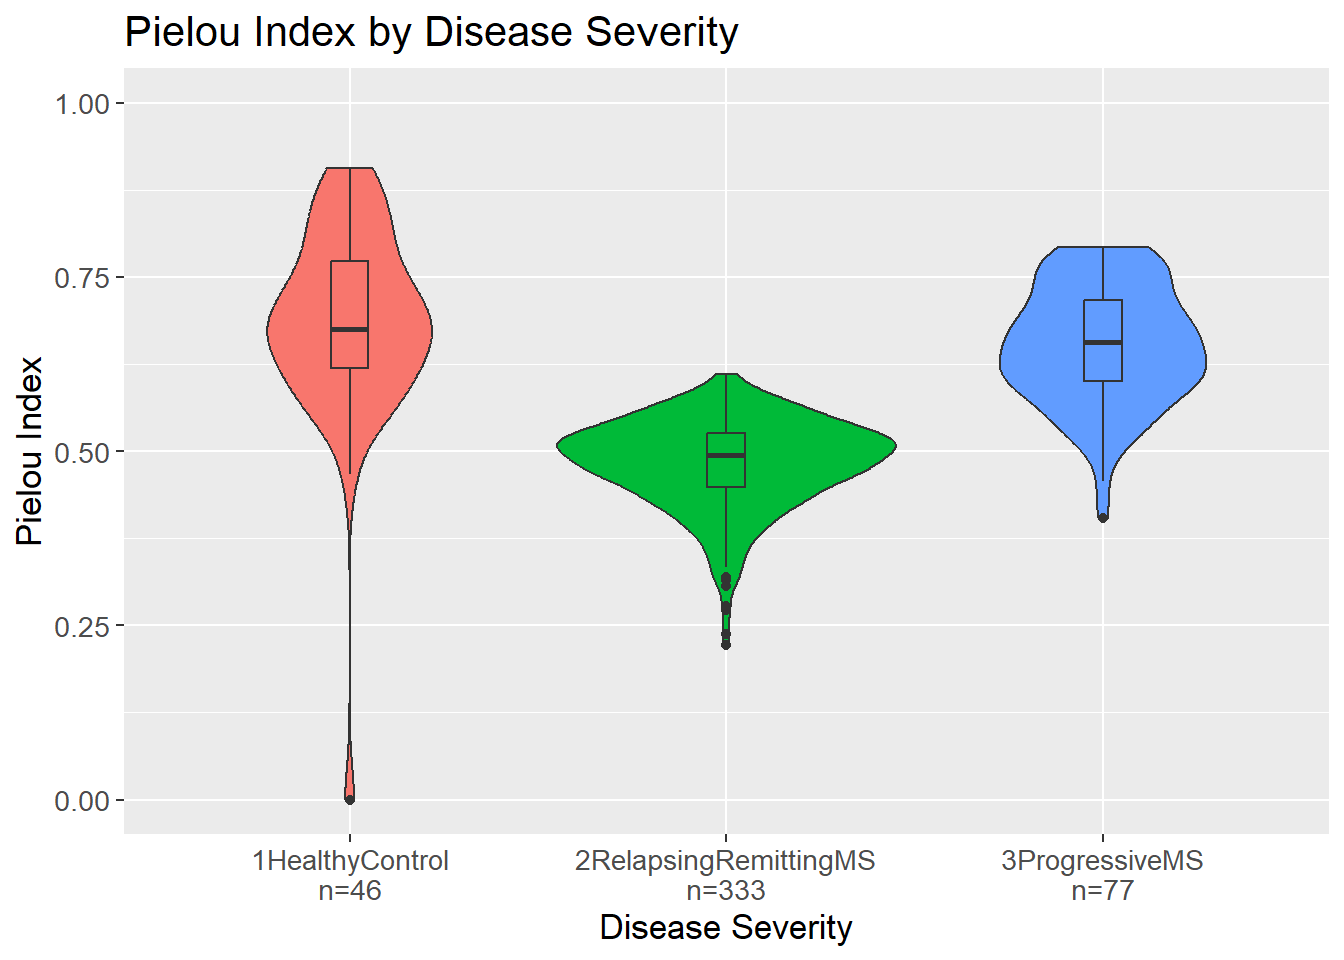 Pielou Index by Disease Severity
Pielou Index
1.00
0.75
0.50
0.25
0.00
1HealthyControl
n=46
2RelapsingRemittingMS
n=333
3ProgressiveMS
n=77
Disease Severity